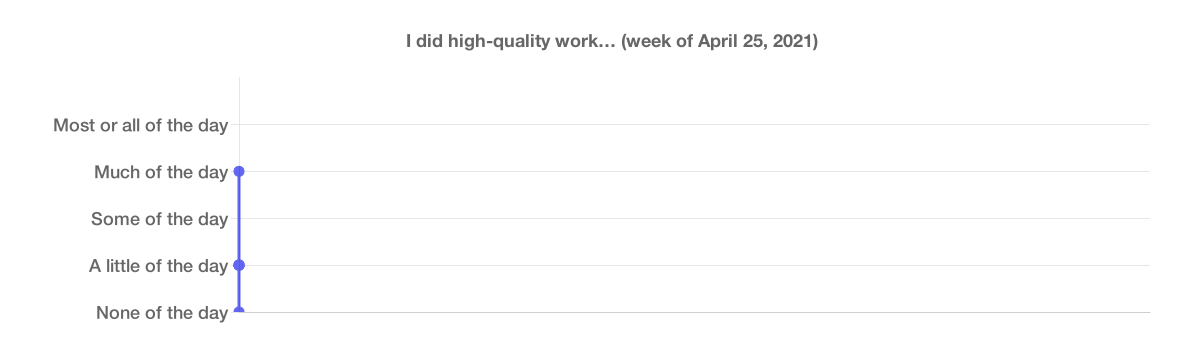 I did high-quality work… (week of April 25, 2021)
Most or all of the day
Much of the day
Some of the day
A little of the day
None of the day